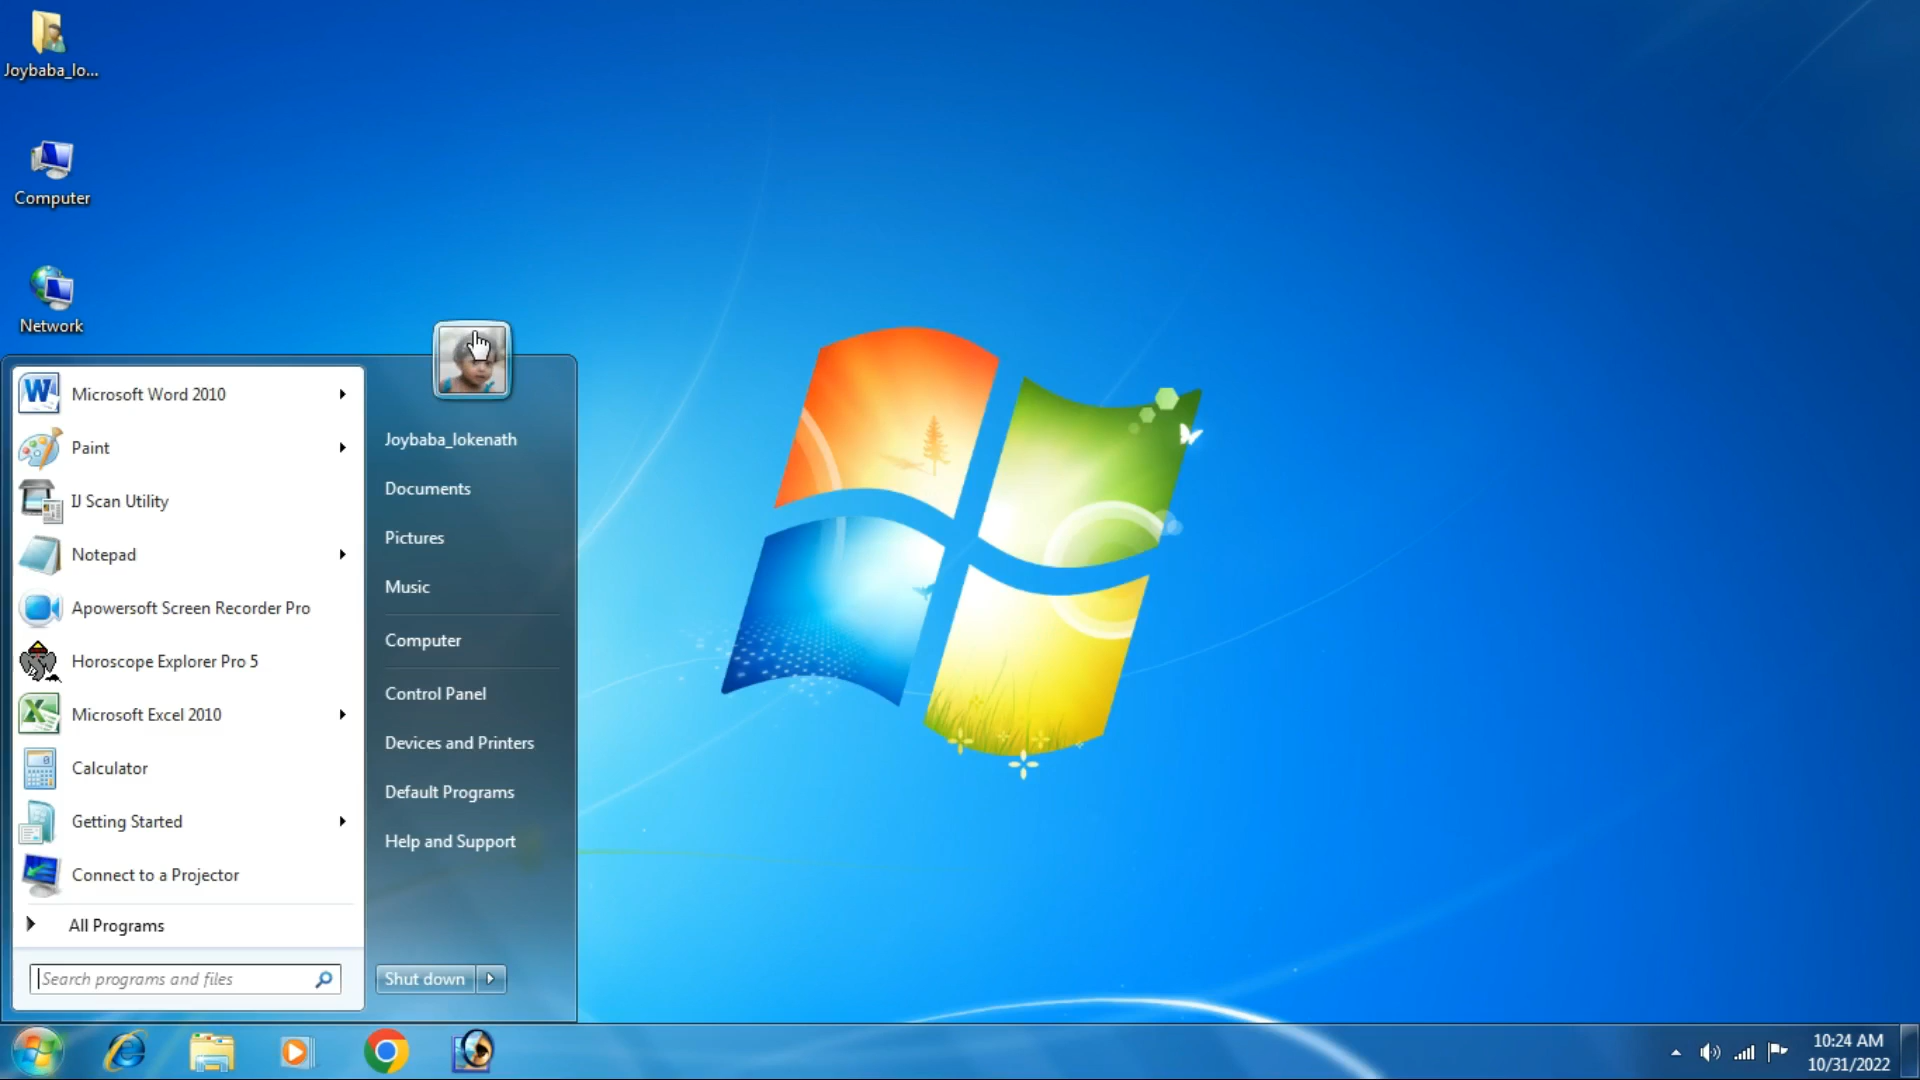 Joybaba_lo...
Computer
Network
Microsoft Word 2010
Paint
IJ Scan Utility
Notepad
Apowersoft Screen Recorder Pro
Horoscope Explorer Pro 5
Microsoft Excel 2010
Calculator
Getting Started
Connect to a Projector
All Programs
Search programs and files
Joybaba_lokenath
Documents
Pictures
Music
Computer
Control Panel
Devices and Printers
Default Programs
Help and Support
Shut down
10:24 AM
10/31/2022